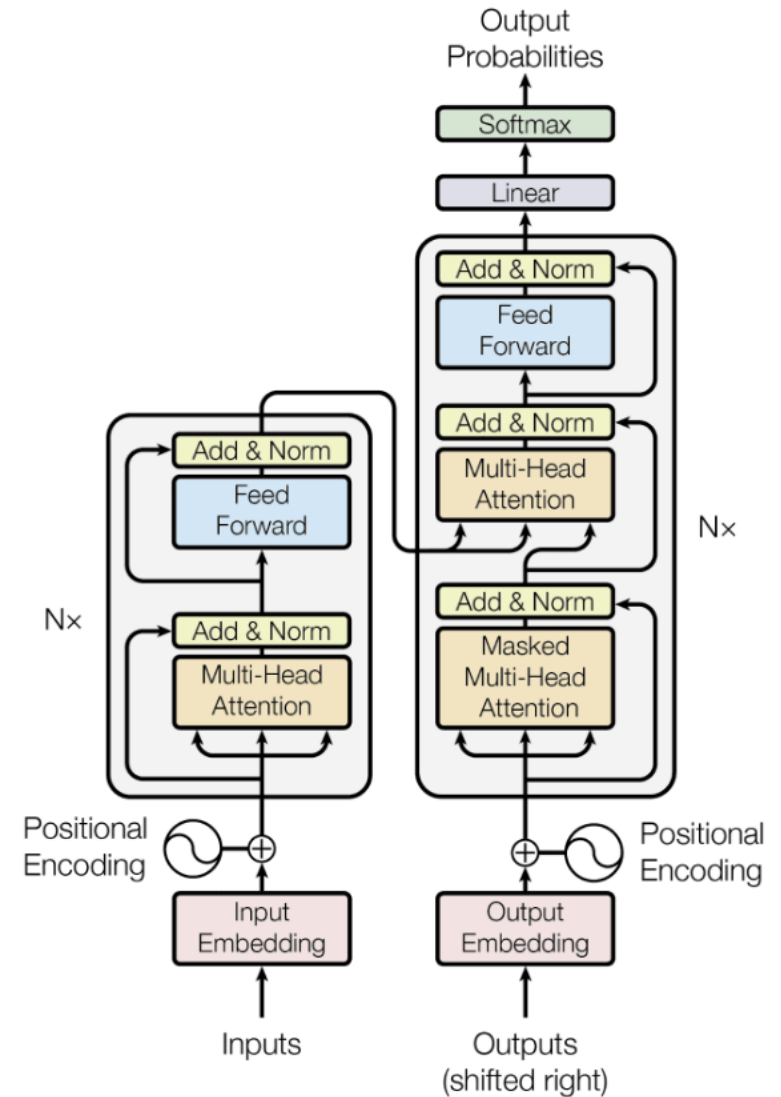 Output
Probabilities
Softmax
Linear
Add & Norm
Feed
Forward
Add & Norm
Multi-Head
Attention
Add & Norm
Masked
Multi-Head
Attention
Nx
Add & Norm
Feed
Forward
Add & Norm
Multi-Head
Attention
Nx
Positional
Encoding
Positional
Encoding
Input
Embedding
Output
Embedding
Inputs
Outputs
(shifted right)